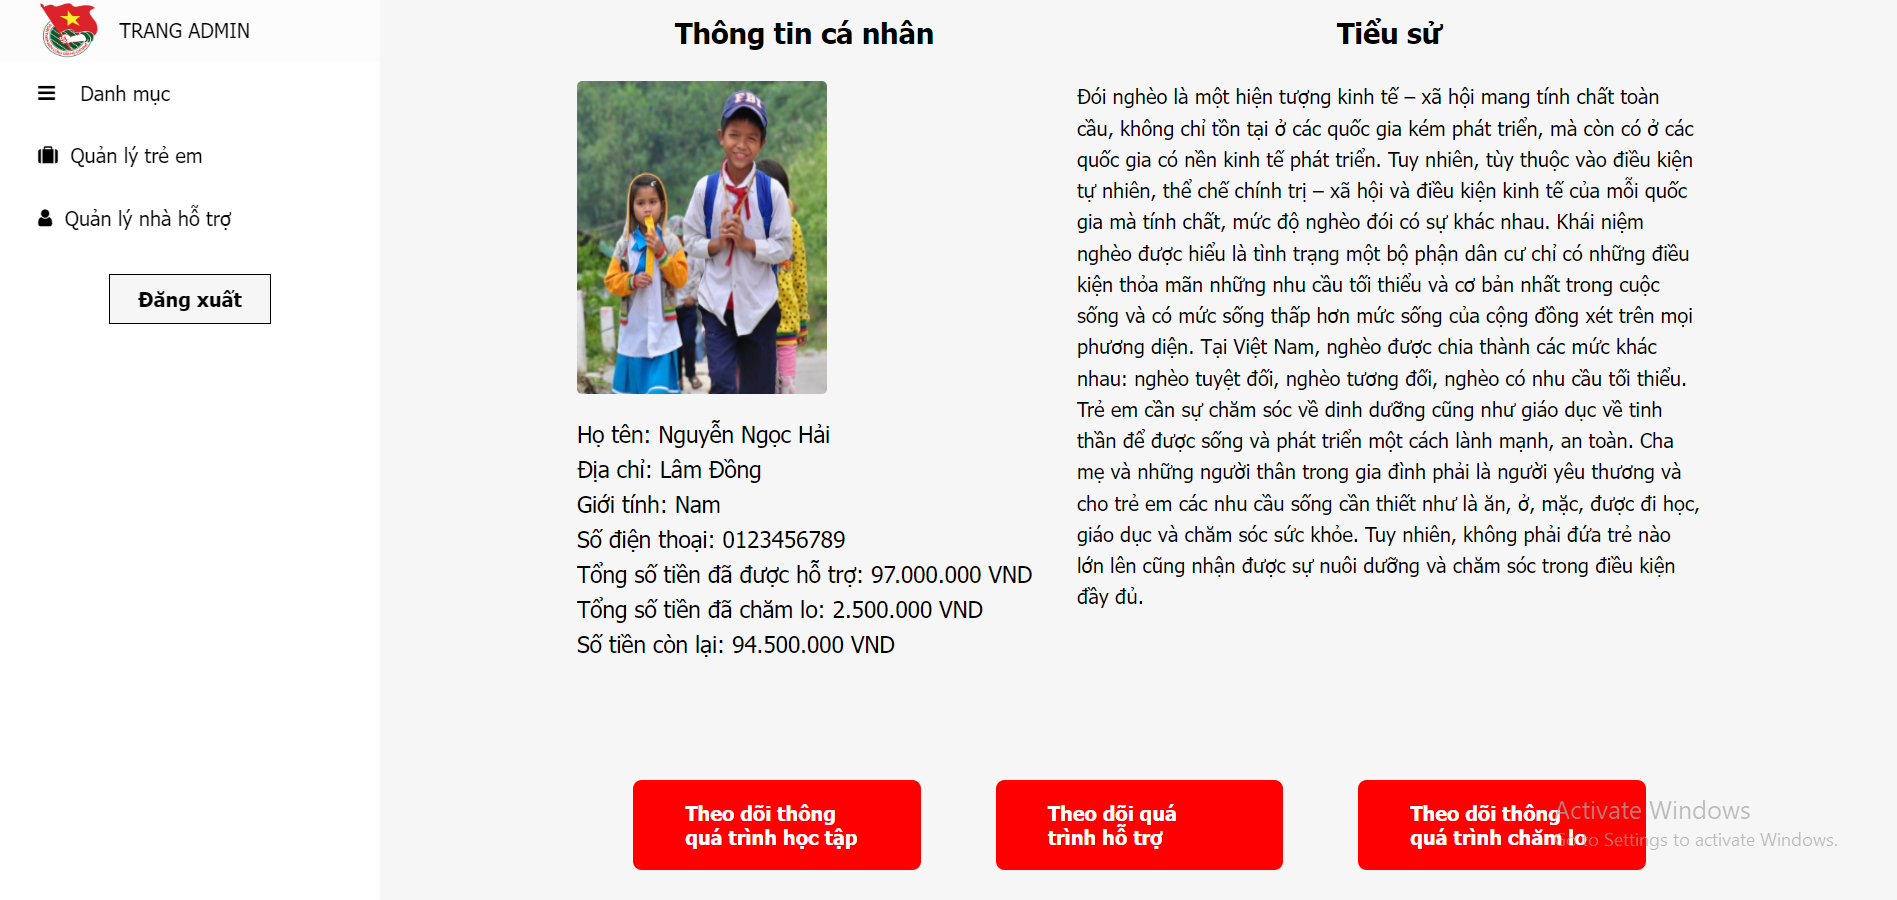 TRANG ADMIN
Danh mục
Quản lý trẻ em
Quản lý nhà hỗ trợ
Đăng xuất
Thông tin cá nhân
FBI
Họ tên: Nguyễn Ngọc Hải
Địa chỉ: Lâm Đồng
Giới tính: Nam
Số điện thoại: 0123456789
Tổng số tiền đã được hỗ trợ: 97.000.000 VND
Tổng số tiền đã chăm lo: 2.500.000 VND
Số tiền còn lại: 94.500.000 VND
Tiểu sử
Đói nghèo là một hiện tượng kinh tế – xã hội mang tính chất toàn
cầu, không chỉ tồn tại ở các quốc gia kém phát triển, mà còn có ở các
quốc gia có nền kinh tế phát triển. Tuy nhiên, tùy thuộc vào điều kiện
tự nhiên, thể chế chính trị – xã hội và điều kiện kinh tế của mỗi quốc
gia mà tính chất, mức độ nghèo đói có sự khác nhau. Khái niệm
nghèo được hiểu là tình trạng một bộ phận dân cư chỉ có những điều
kiện thỏa mãn những nhu cầu tối thiểu và cơ bản nhất trong cuộc
sống và có mức sống thấp hơn mức sống của cộng đồng xét trên mọi
phương diện. Tại Việt Nam, nghèo được chia thành các mức khác
nhau: nghèo tuyệt đối, nghèo tương đối, nghèo có nhu cầu tối thiểu.
Trẻ em cần sự chăm sóc về dinh dưỡng cũng như giáo dục về tinh
thần để được sống và phát triển một cách lành mạnh, an toàn. Cha
mẹ và những người thân trong gia đình phải là người yêu thương và
cho trẻ em các nhu cầu sống cần thiết như là ăn, ở, mặc, được đi học,
giáo dục và chăm sóc sức khỏe. Tuy nhiên, không phải đứa trẻ nào
lớn lên cũng nhận được sự nuôi dưỡng và chăm sóc trong điều kiện
đầy đủ.
Theo dõi thông
quá trình học tập
Theo dõi quá
trình hỗ trợ
Theo dõi thông
quá trình chăm lo
Activate Windows
Go to Settings to activate Windows.